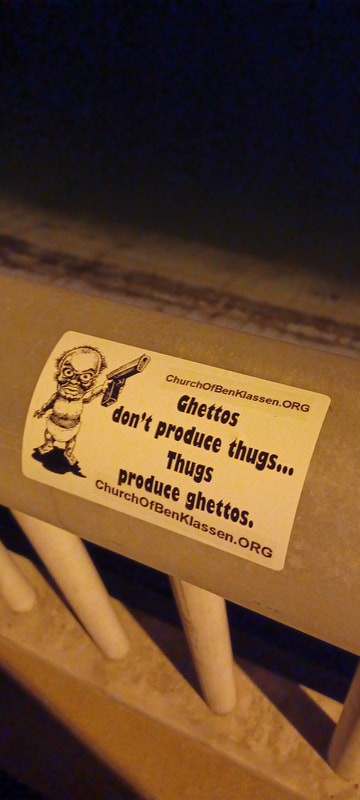 ChurchOfBenKlassen.ORG
Ghettos
don't produce thugs...
Thugs
produce ghettos.
ChurchOfBenKlassen.ORG